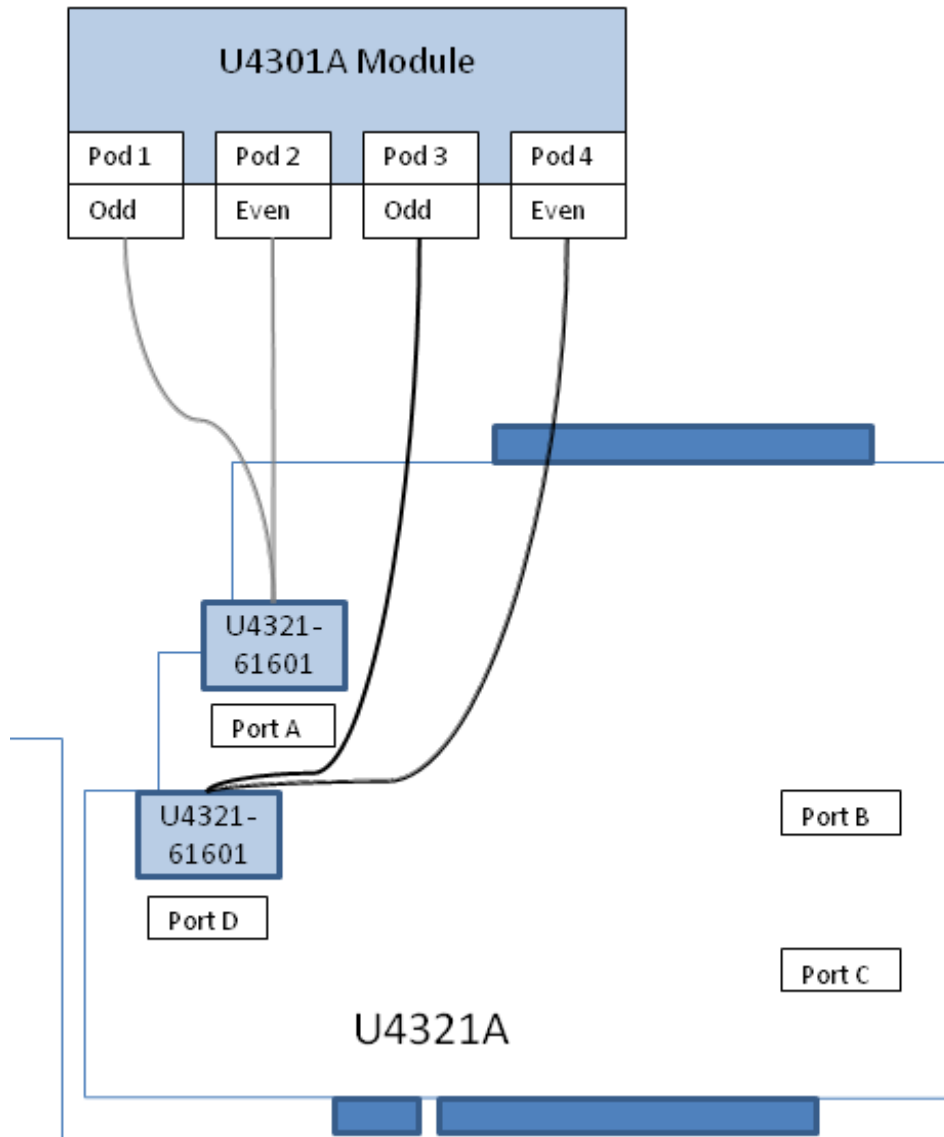 U4301A Module
Pod 1
Pod 2
Pod 3
Pod 4
Odd
Even
Odd
Even
U4321-
61601
Port A
U4321-
61601
Port B
Port D
Port C
U4321A